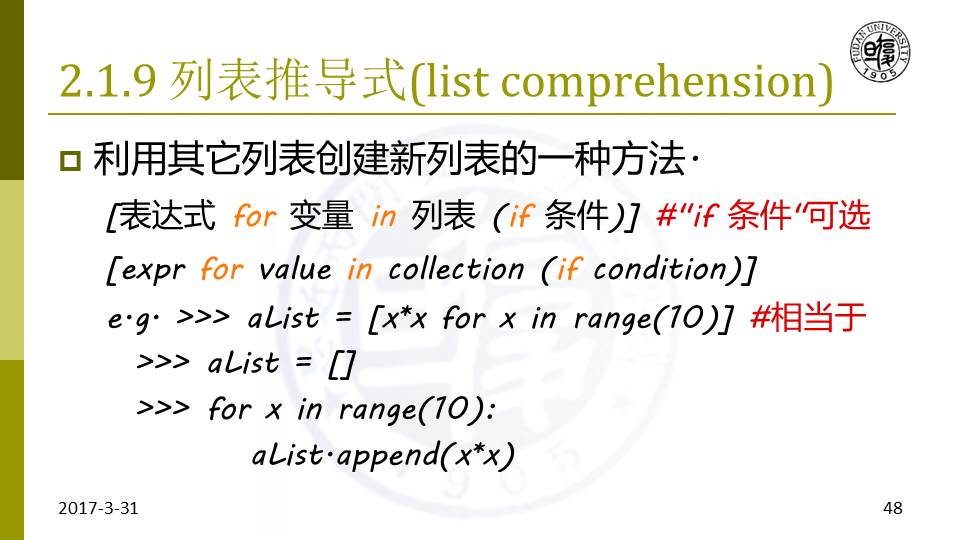 FUDAN UNIVERSITY
1905
2.1.9 列表推导式(list comprehension)
利用其它列表创建新列表的一种方法.
[表达式 for 变量 in 列表 (if 条件)] #"if 条件"可选
[expr for value in collection (if condition)]
e.g. >>> aList = [x*x for x in range(10)] #相当于
>>> aList = []
>>> for x in range(10):
aList.append(x*x)
2017-3-31
48